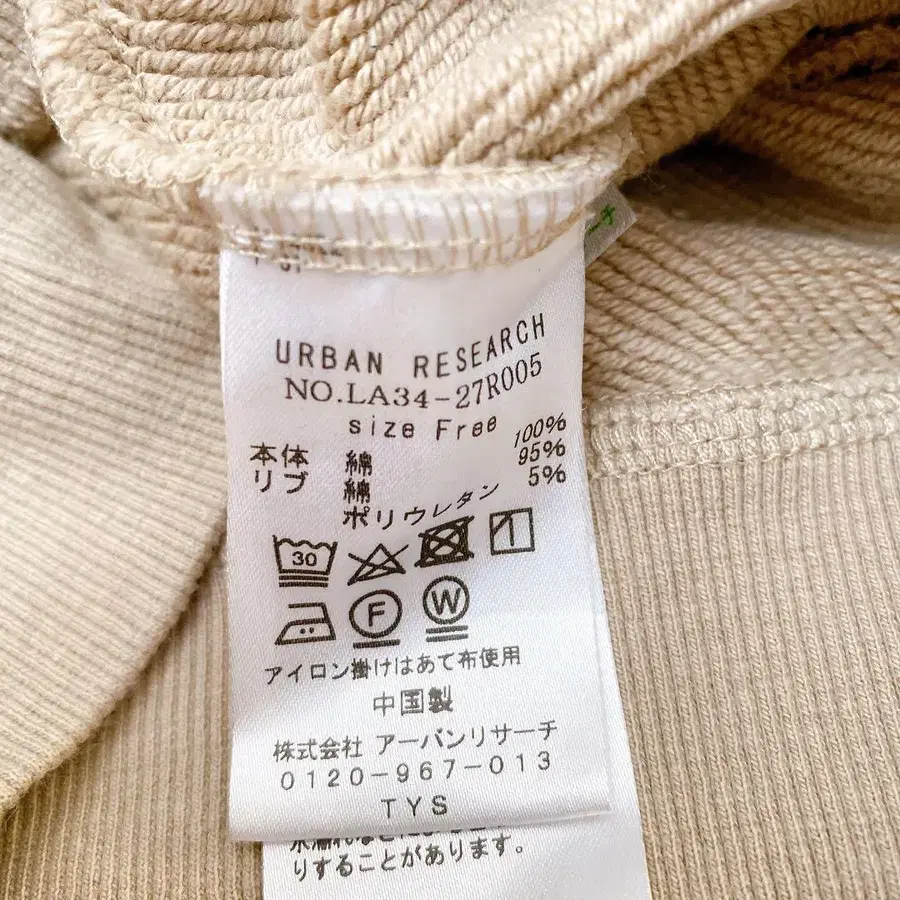 URBAN RESEARCH
NO.LA34-27R005
size Free
本体 綿 100%
リブ 綿 95%
ポリウレタン 5%
30
F W
アイロン掛けはあて布使用
中国製
株式会社 アーバンリサーチ
0120-967-013
TYS
りすることがあります。